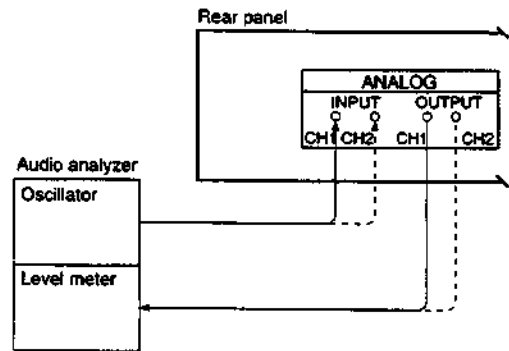 Rear panel
ANALOG
INPUT OUTPUT
CH1 CH2 CH1 CH2
Audio analyzer
Oscillator
Level meter